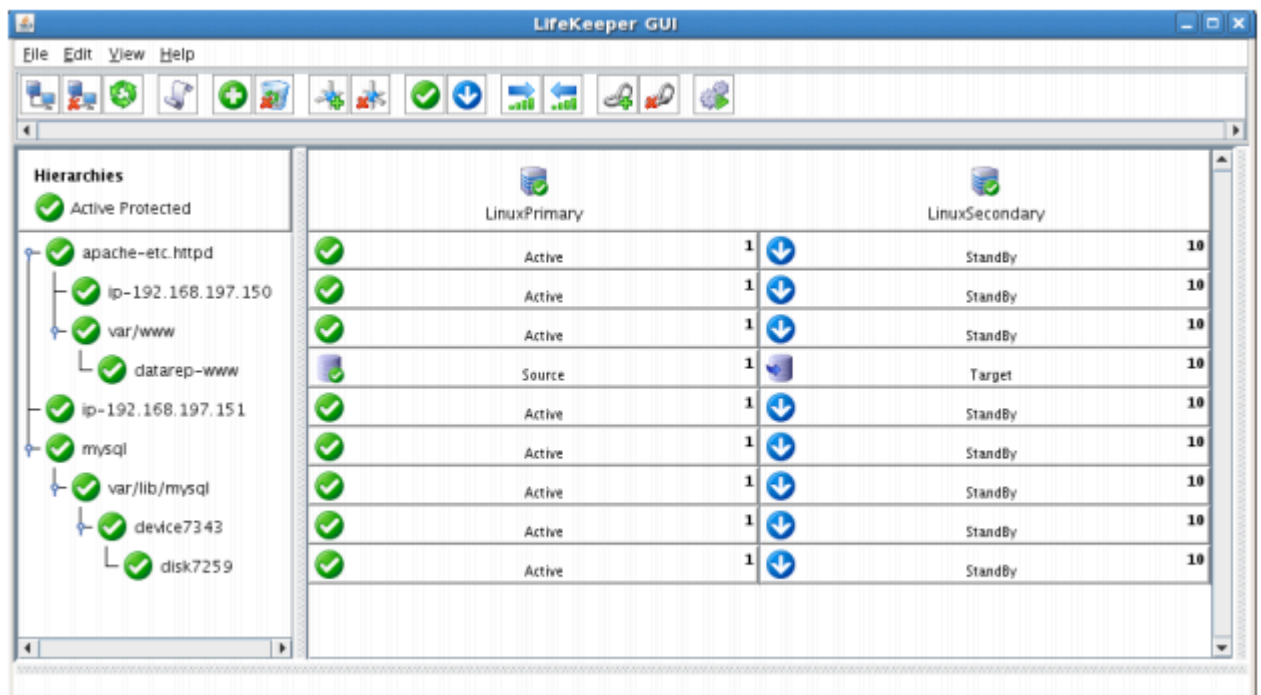 LifeKeeper GUI
File Edit View Help
Hierarchies
Active Protected
LinuxPrimary LinuxSecondary
apache-etc.httpd Active 1 StandBy 10
ip-192.168.197.150 Active 1 StandBy 10
var/www Active 1 StandBy 10
datarep-www Source 1 Target 10
ip-192.168.197.151 Active 1 StandBy 10
mysql Active 1 StandBy 10
var/lib/mysql Active 1 StandBy 10
device7343 Active 1 StandBy 10
disk7259 Active 1 StandBy 10